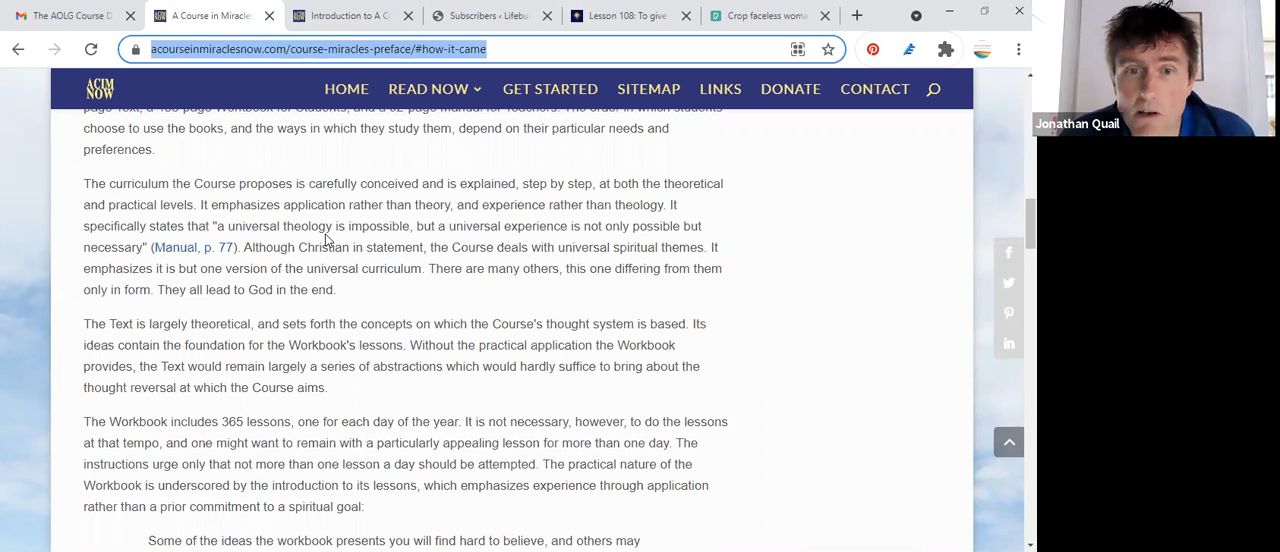 The AOLG Course D
A Course in Miracles
Introduction to A C
Subscribers ‹ Lifebu
Lesson 108: To give
Crop faceless woma
acourseinmiraclesnow.com/course-miracles-preface/#how-it-came
ACIM
NOW
HOME
READ NOW
GET STARTED
SITEMAP
LINKS
DONATE
CONTACT
Jonathan Quail
choose to use the books, and the ways in which they study them, depend on their particular needs and
preferences.
The curriculum the Course proposes is carefully conceived and is explained, step by step, at both the theoretical
and practical levels. It emphasizes application rather than theory, and experience rather than theology. It
specifically states that "a universal theology is impossible, but a universal experience is not only possible but
necessary" (Manual, p. 77). Although Christian in statement, the Course deals with universal spiritual themes. It
emphasizes it is but one version of the universal curriculum. There are many others, this one differing from them
only in form. They all lead to God in the end.
The Text is largely theoretical, and sets forth the concepts on which the Course's thought system is based. Its
ideas contain the foundation for the Workbook's lessons. Without the practical application the Workbook
provides, the Text would remain largely a series of abstractions which would hardly suffice to bring about the
thought reversal at which the Course aims.
The Workbook includes 365 lessons, one for each day of the year. It is not necessary, however, to do the lessons
at that tempo, and one might want to remain with a particularly appealing lesson for more than one day. The
instructions urge only that not more than one lesson a day should be attempted. The practical nature of the
Workbook is underscored by the introduction to its lessons, which emphasizes experience through application
rather than a prior commitment to a spiritual goal:
Some of the ideas the workbook presents you will find hard to believe, and others may